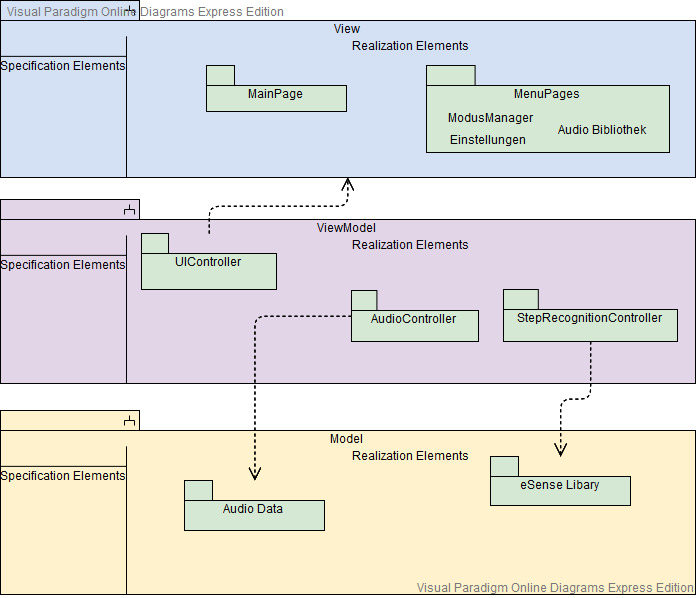 Visual Paradigm Online Diagrams Express Edition
View
Realization Elements
Specification Elements
MainPage
MenuPages
ModusManager
Audio Bibliothek
Einstellungen
ViewModel
Realization Elements
Specification Elements
UIController
AudioController
StepRecognitionController
Model
Realization Elements
Specification Elements
eSense Libary
Audio Data
Visual Paradigm Online Diagrams Express Edition